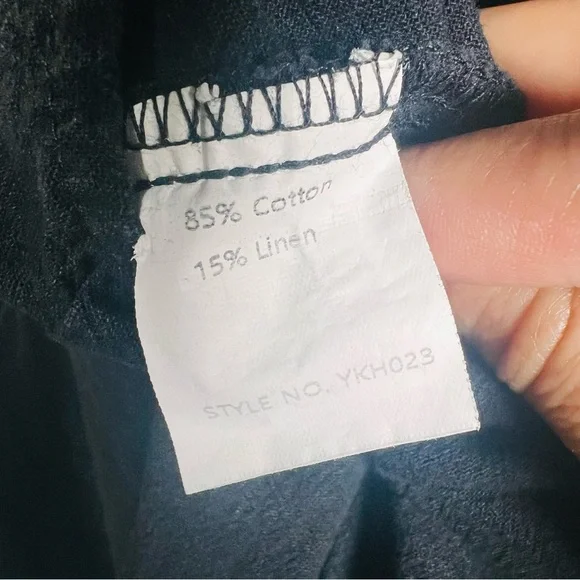 85% Cotton
15% Linen
STYLE NO. YKH023